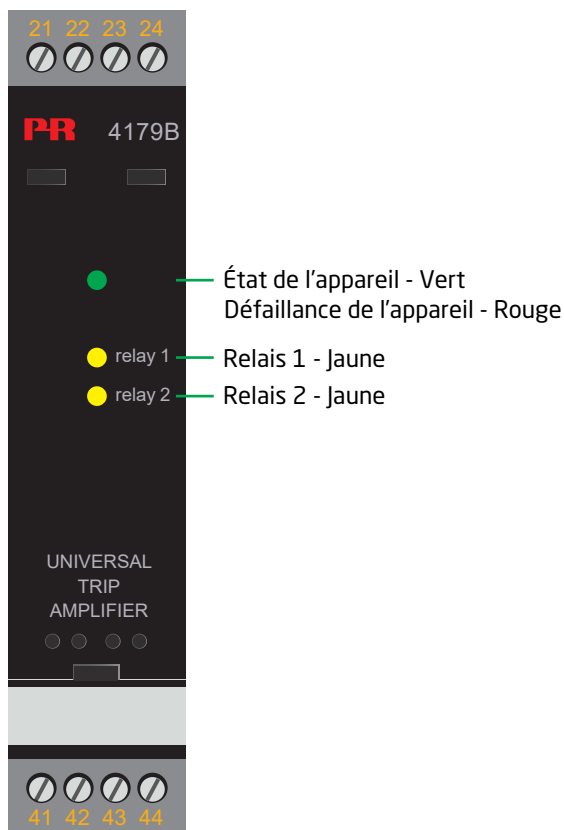 21 22 23 24
PR 4179B
État de l'appareil - Vert
Défaillance de l'appareil - Rouge
relay 1 Relais 1 - Jaune
relay 2 Relais 2 - Jaune
UNIVERSAL
TRIP
AMPLIFIER
41 42 43 44